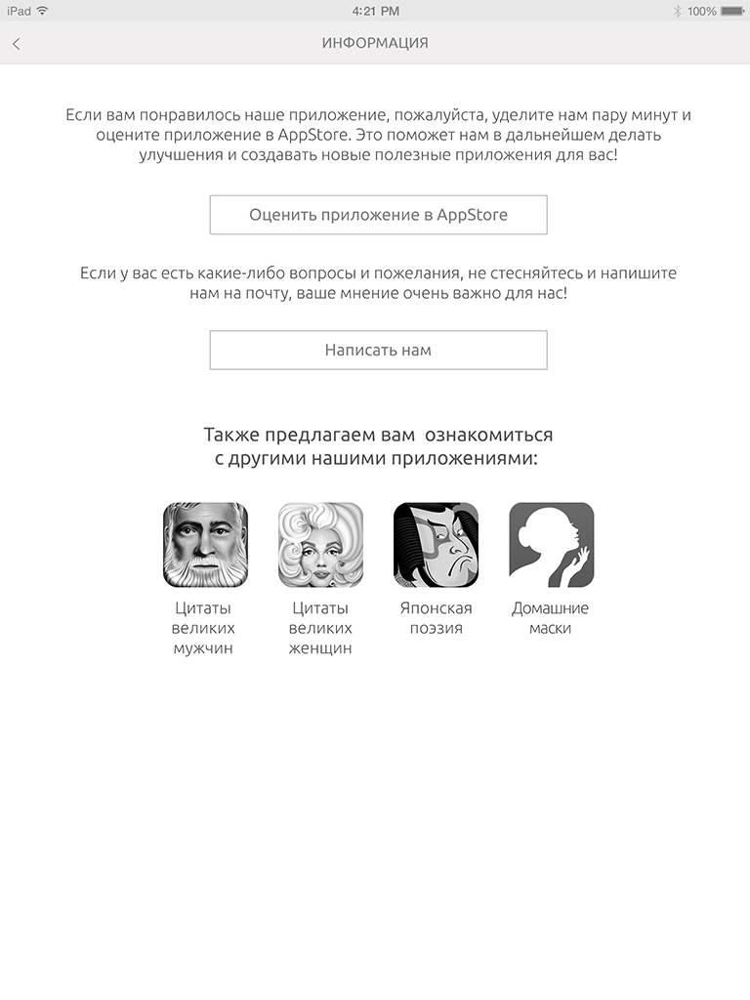 iPad 4:21 PM 100%
ИНФОРМАЦИЯ
Если вам понравилось наше приложение, пожалуйста, уделите нам пару минут и
оцените приложение в AppStore. Это поможет нам в дальнейшем делать
улучшения и создавать новые полезные приложения для вас!
Оценить приложение в AppStore
Если у вас есть какие-либо вопросы и пожелания, не стесняйтесь и напишите
нам на почту, ваше мнение очень важно для нас!
Написать нам
Также предлагаем вам ознакомиться
с другими нашими приложениями:
Цитаты
великих
мужчин
Цитаты
великих
женщин
Японская
поэзия
Домашние
маски